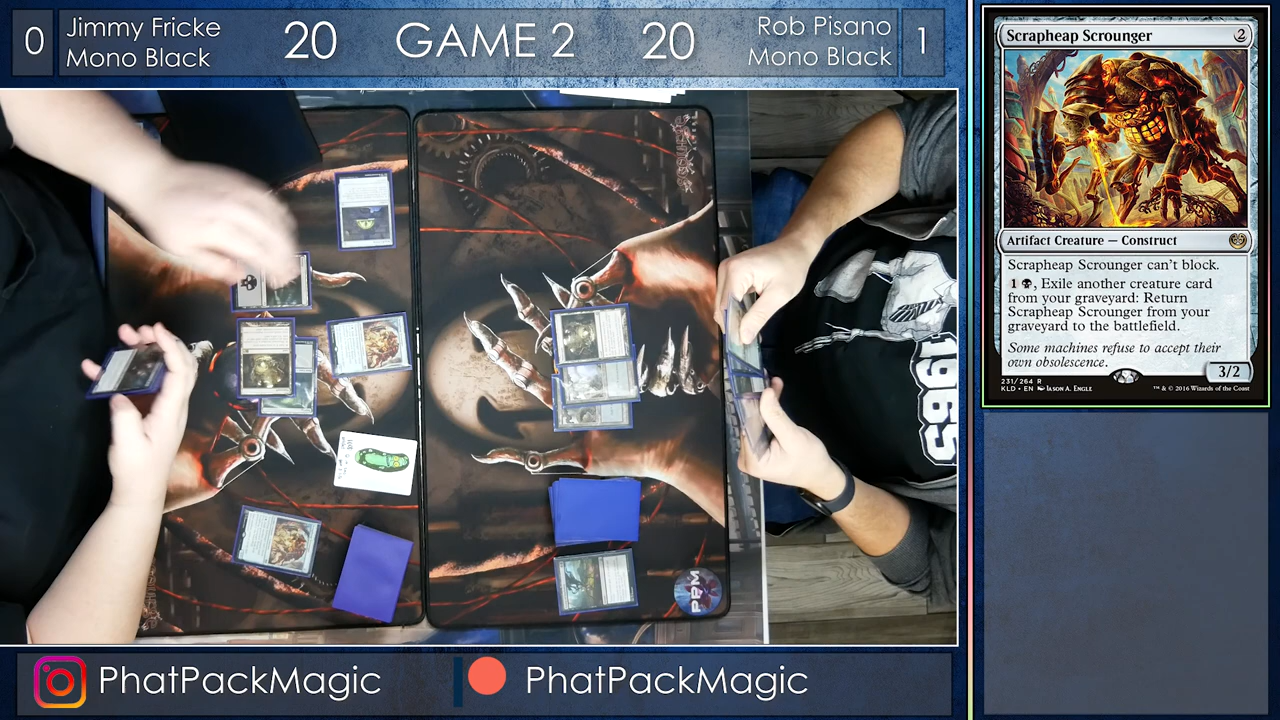 0
Jimmy Fricke
Mono Black
20
GAME 2
20
Rob Pisano
Mono Black
1
Scrapheap Scrounger 2
Artifact Creature — Construct
Scrapheap Scrounger can't block.
1, Exile another creature card
from your graveyard: Return
Scrapheap Scrounger from your
graveyard to the battlefield.
Some machines refuse to accept their
own obsolescence.
3/2
231/264 R
KLD • EN JASON A. ENGLE
™ & © 2016 Wizards of the Coast
1965
PPM
PhatPackMagic
PhatPackMagic